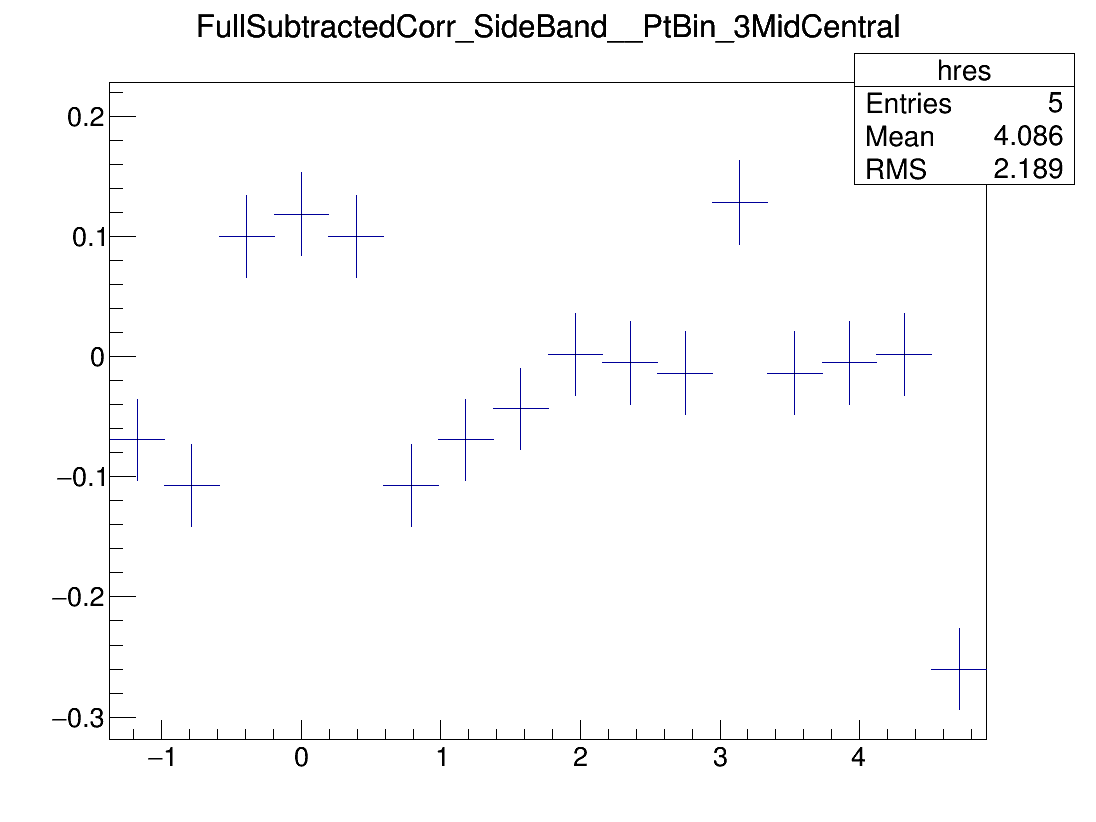 FullSubtractedCorr_SideBand__PtBin_3MidCentral
hres
Entries 5
Mean 4.086
RMS 2.189
0.2
0.1
0
−0.1
−0.2
−0.3
−1 0 1 2 3 4